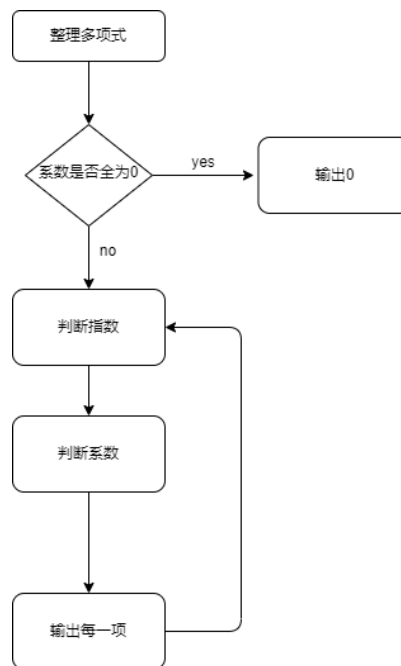 整理多项式
系数是否全为0
yes
输出0
no
判断指数
判断系数
输出每一项